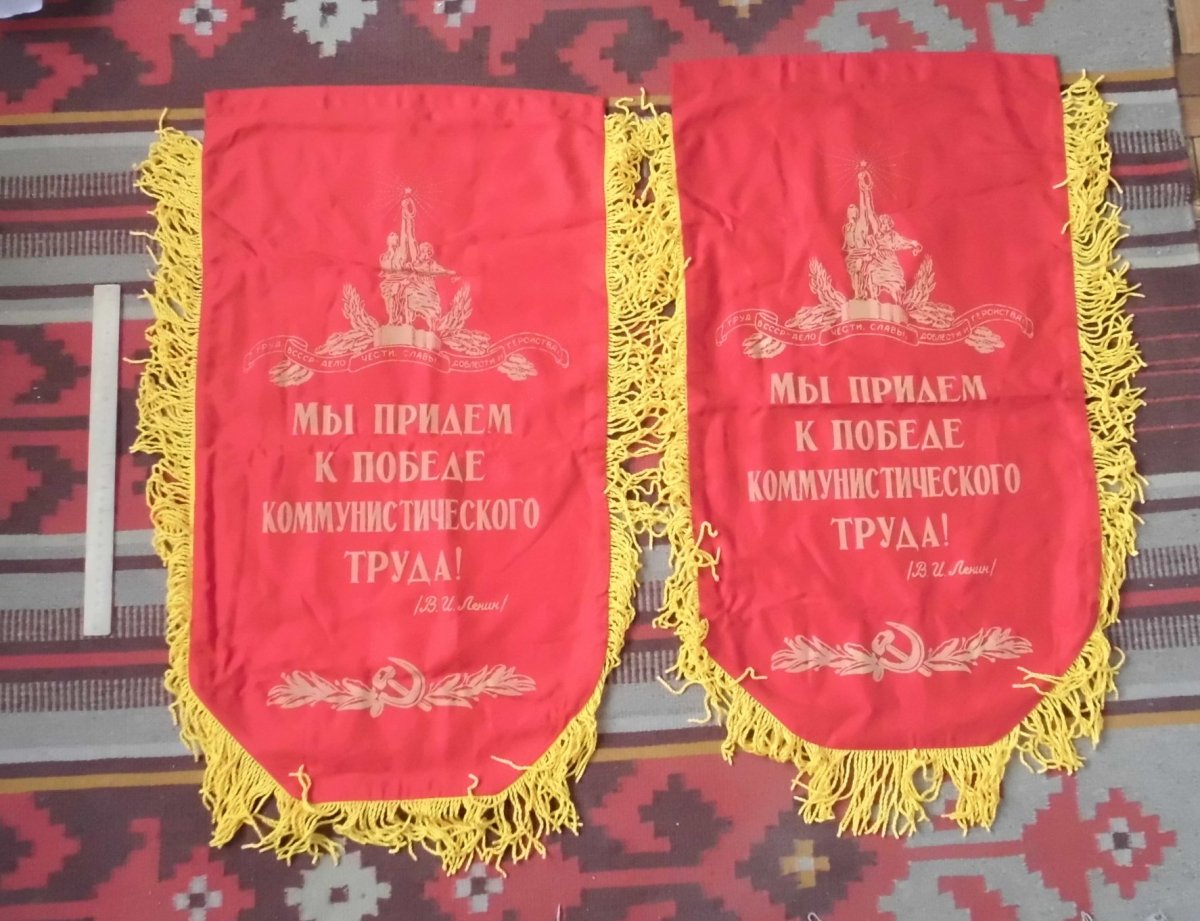 ТРУД В СССР ДЕЛО ЧЕСТИ, СЛАВЫ, ДОБЛЕСТИ И ГЕРОЙСТВА
МЫ ПРИДЕМ
К ПОБЕДЕ
КОММУНИСТИЧЕСКОГО
ТРУДА!
/В. И. Ленин/
ТРУД В СССР ДЕЛО ЧЕСТИ, СЛАВЫ, ДОБЛЕСТИ И ГЕРОЙСТВА
МЫ ПРИДЕМ
К ПОБЕДЕ
КОММУНИСТИЧЕСКОГО
ТРУДА!
/В. И. Ленин/